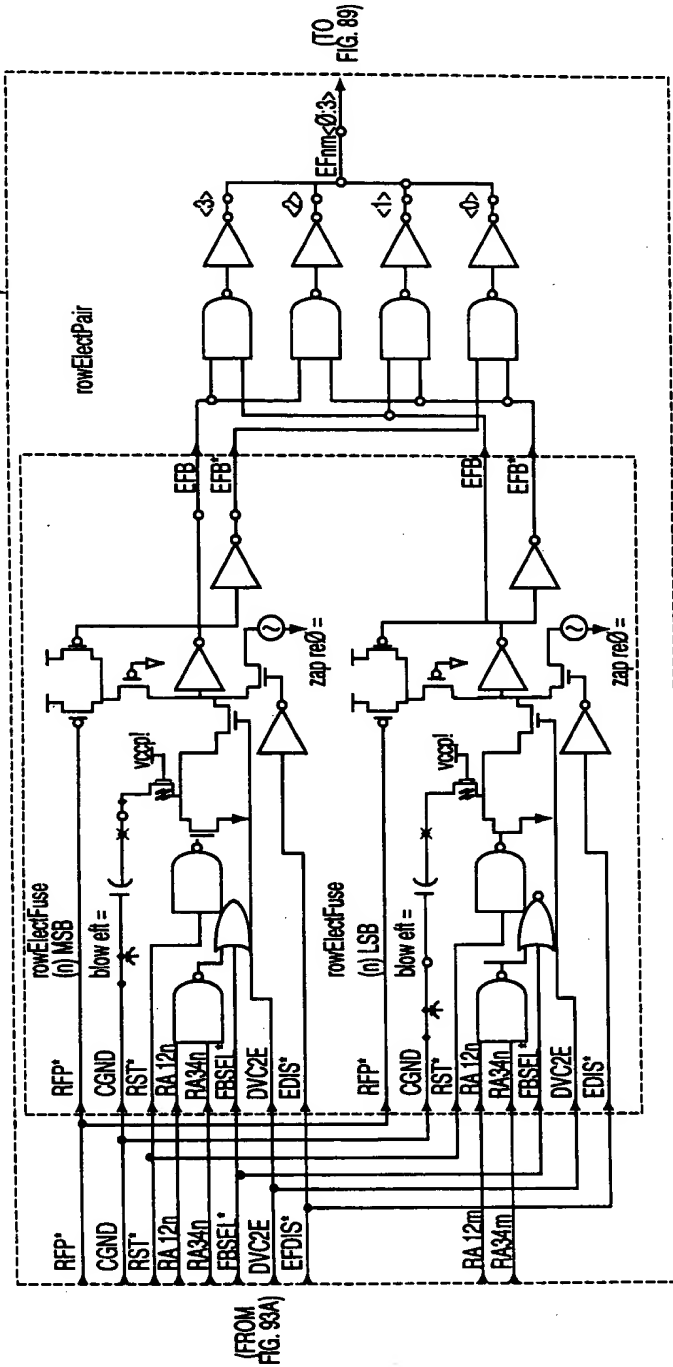 (FROM
FIG. 93A)
RFP*
CGND
RST*
RA 12n
RA34n
FBSEL*
DVC2E
EFDIS*
RA 12m
RA34m
RFP*
CGND
RST*
RA 12n
RA34n
FBSEL*
DVC2E
EDIS*
rowElectFuse
(n) MSB
blow eft =
vccp!
zap reØ =
EFB
EFB*
RFP*
CGND
RST*
RA 12n
RA34n
FBSEL*
DVC2E
EDIS*
rowElectFuse
(n) LSB
blow eft =
vccp!
zap reØ =
EFB
EFB*
rowElectPair
<3>
<2>
<1>
<0>
EFnm<Ø:3>
(TO
FIG. 89)